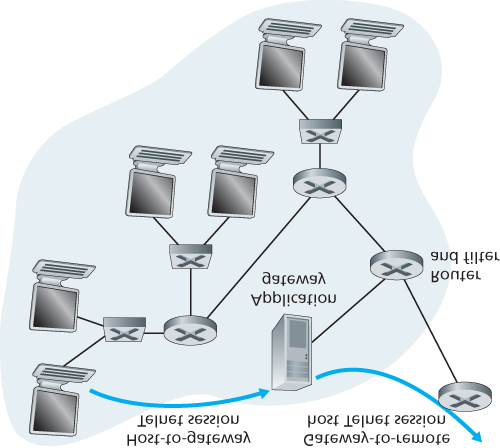 Host-to-gateway
Telnet session
Gateway-to-remote
host Telnet session
Application
gateway
Router
and filter